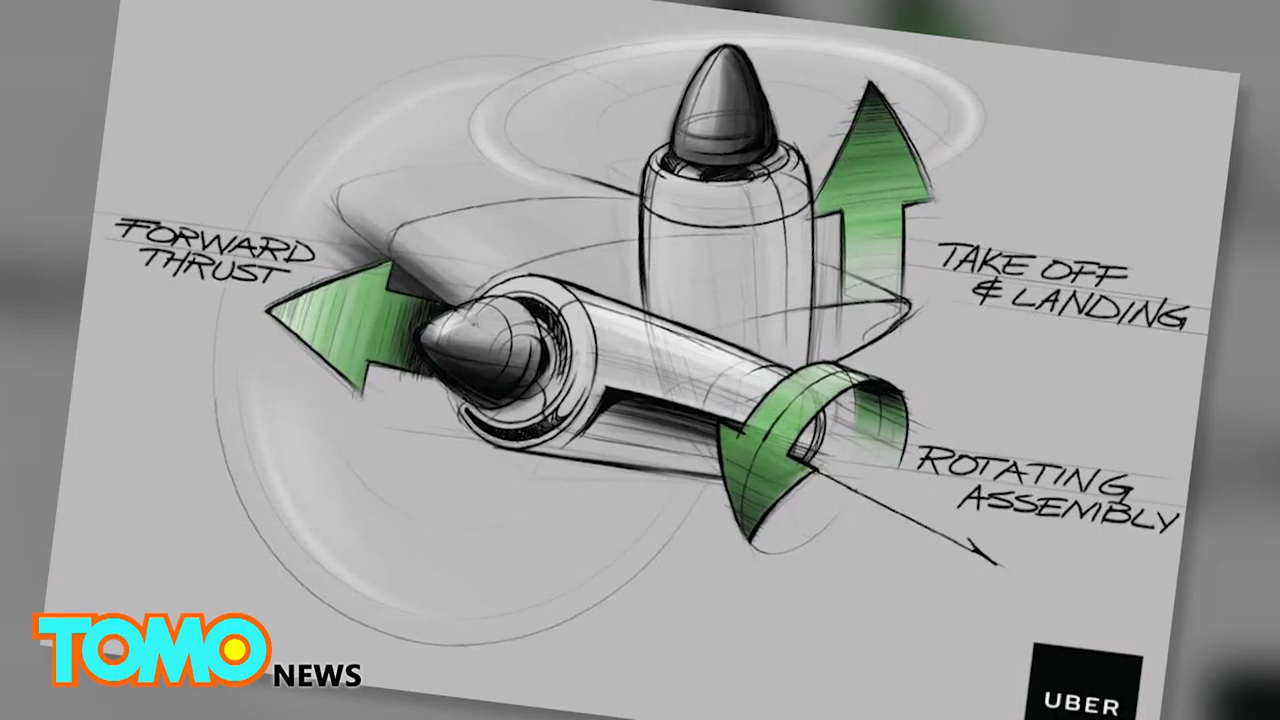 FORWARD
THRUST
TAKE OFF
& LANDING
ROTATING
ASSEMBLY
TOMO NEWS
UBER